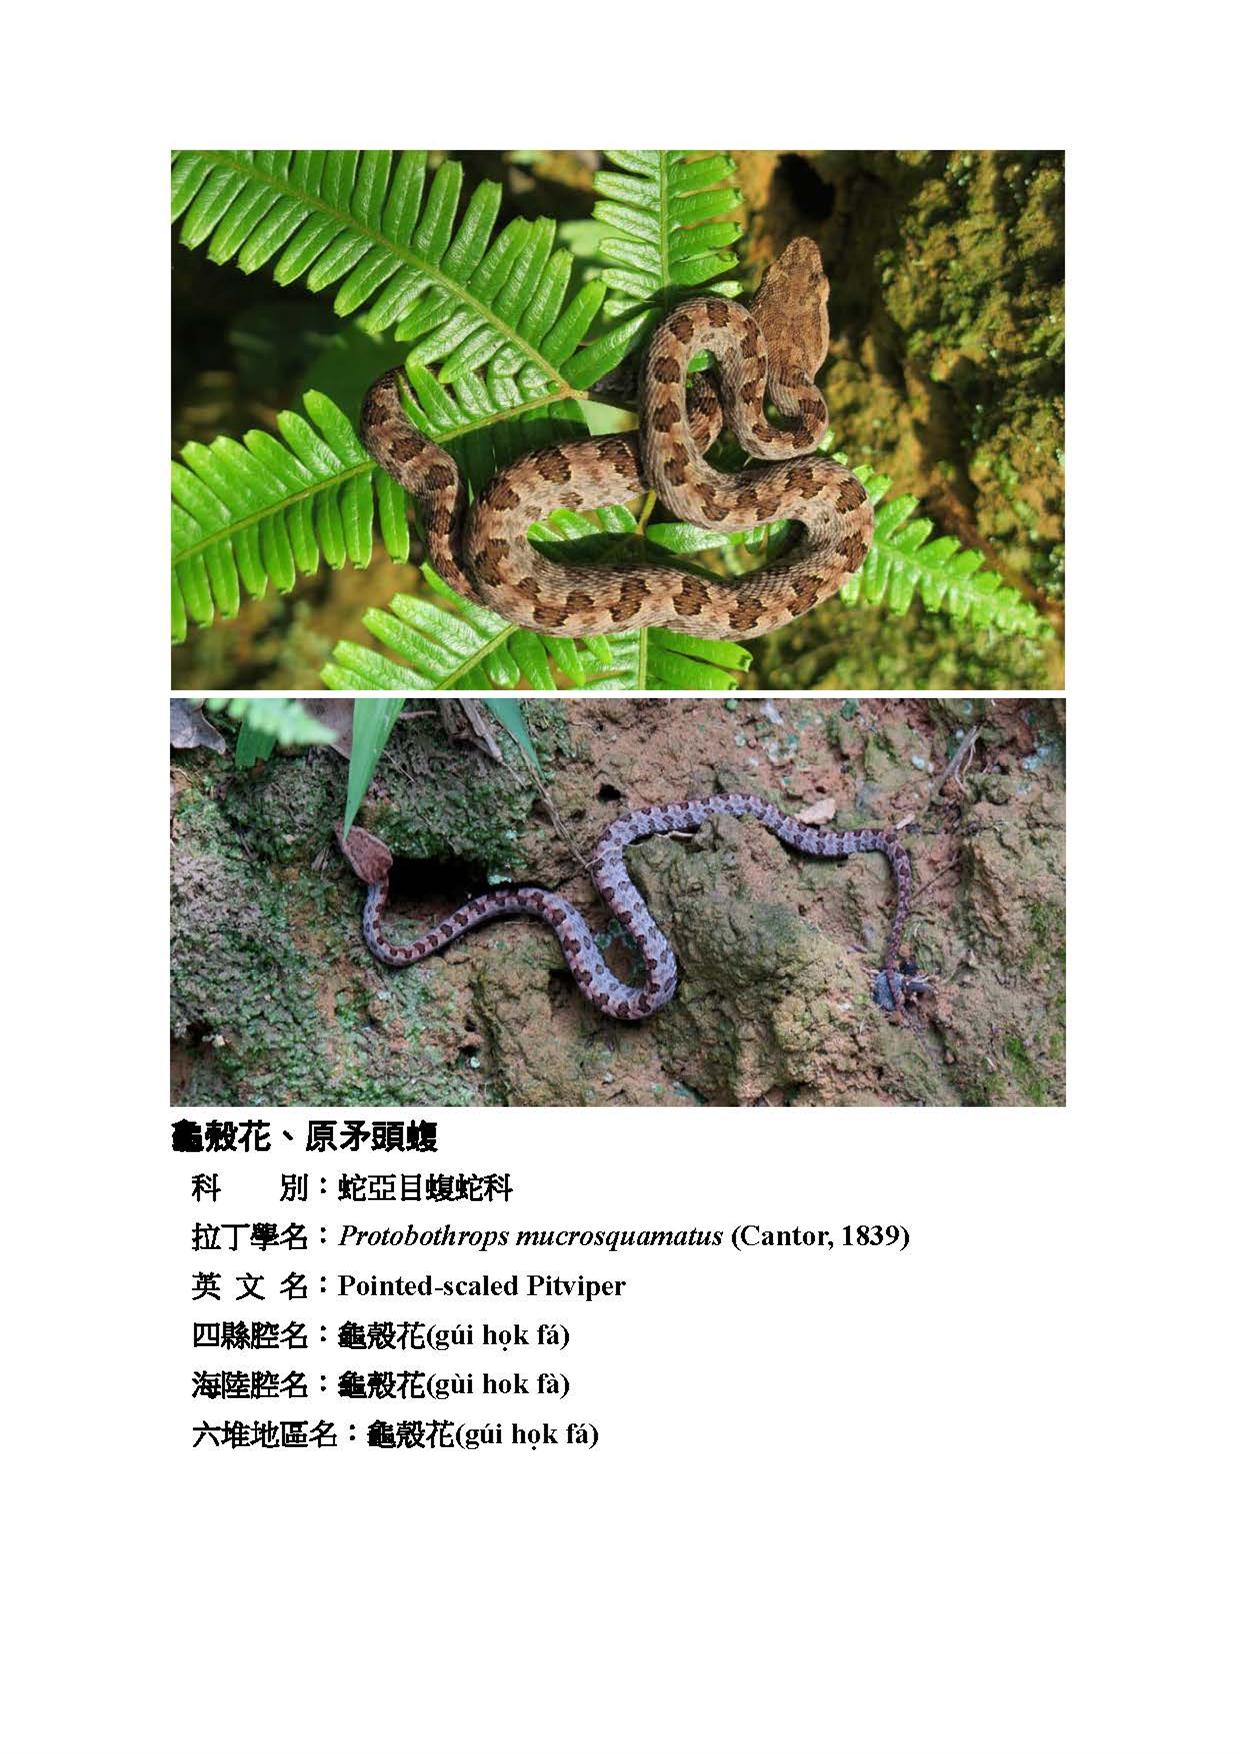 龜殼花、原矛頭蝮
科　　別：蛇亞目蝮蛇科
拉丁學名：Protobothrops mucrosquamatus (Cantor, 1839)
英 文 名：Pointed-scaled Pitviper
四縣腔名：龜殼花(gúi họk fá)
海陸腔名：龜殼花(gùi hok fà)
六堆地區名：龜殼花(gúi họk fá)